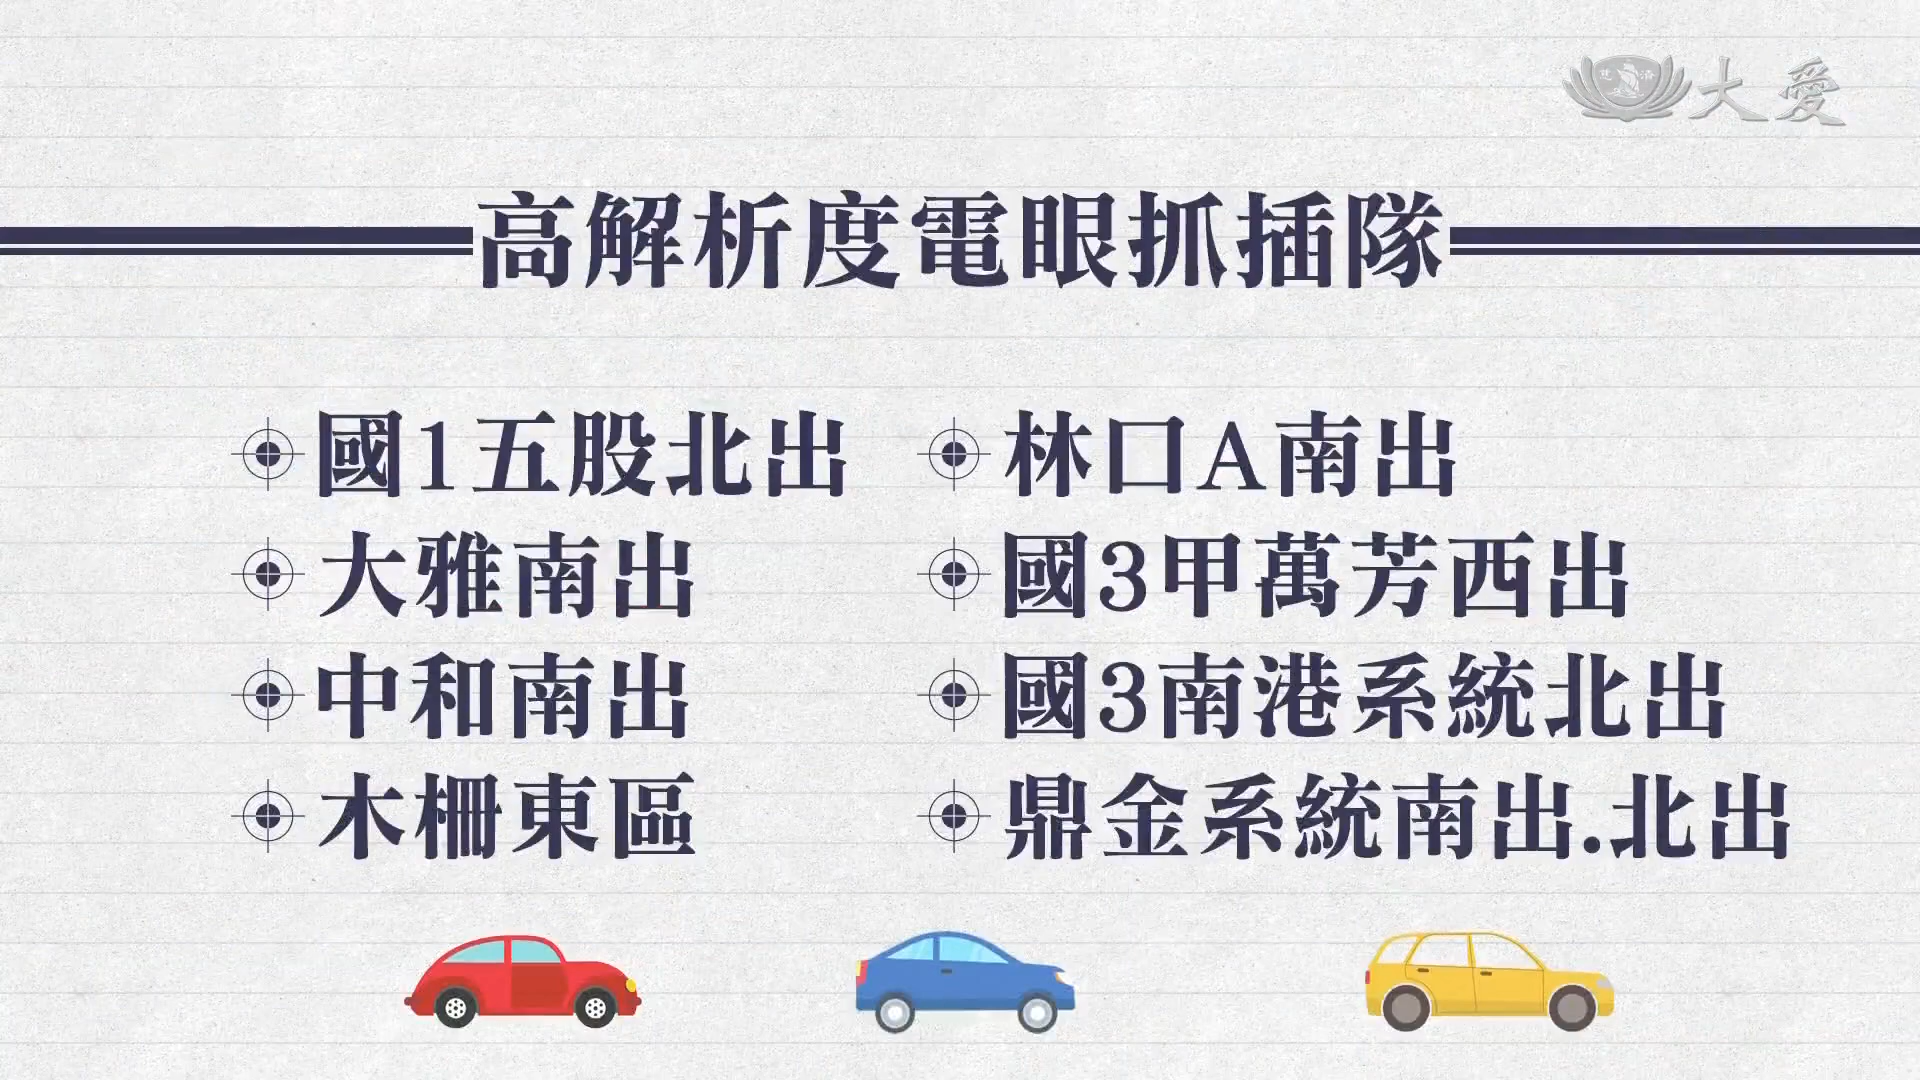 大愛
高解析度電眼抓插隊
國1五股北出
林口A南出
大雅南出
國3甲萬芳西出
中和南出
國3南港系統北出
木柵東區
鼎金系統南出.北出